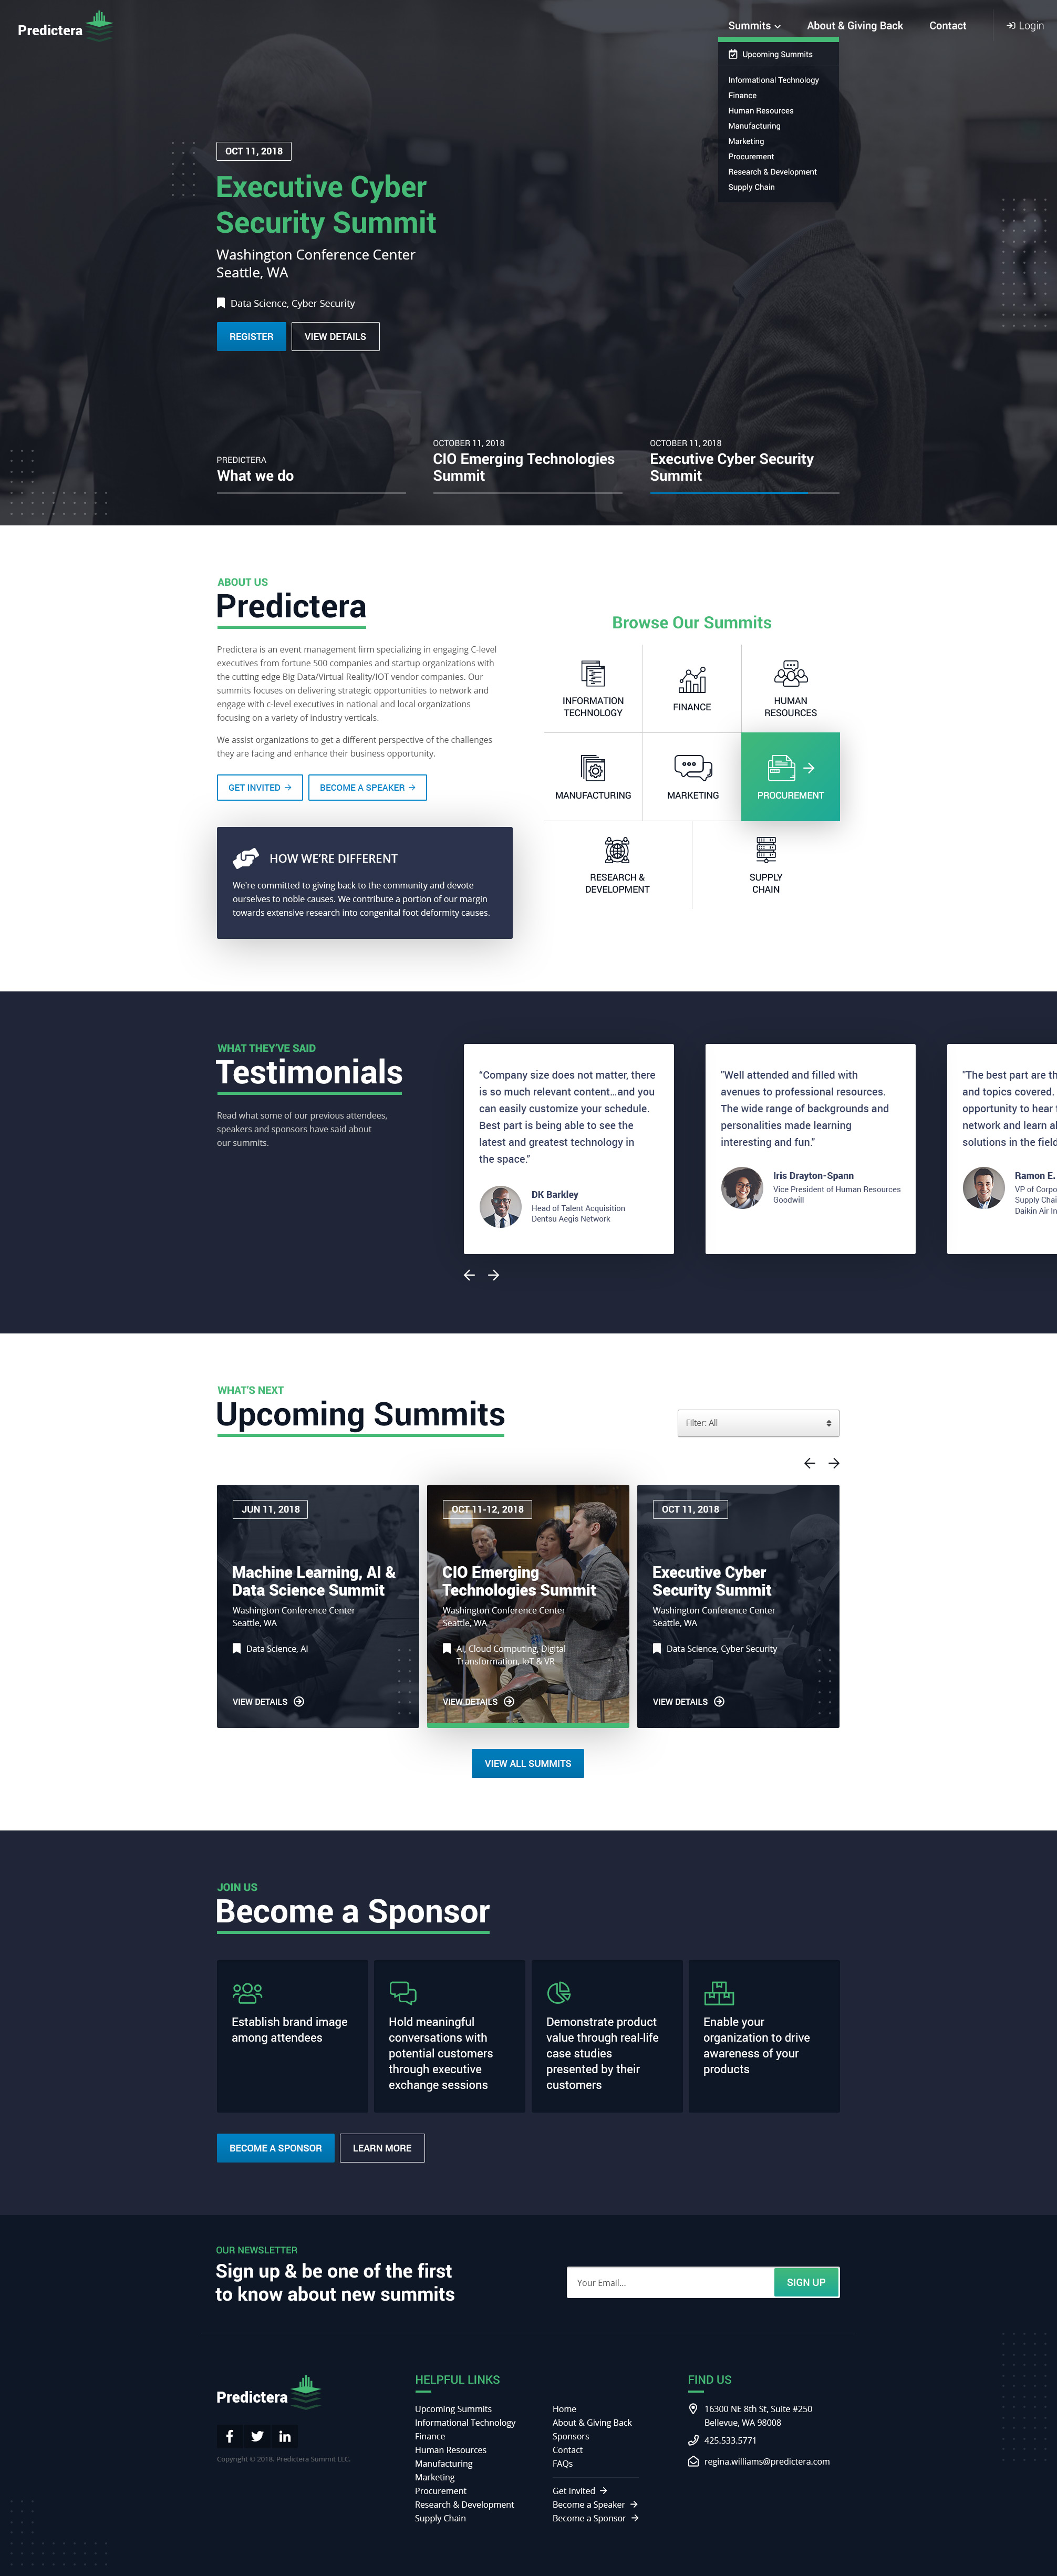 Predictera
Summits
About & Giving Back
Contact
Login
Upcoming Summits
Informational Technology
Finance
Human Resources
Manufacturing
Marketing
Procurement
Research & Development
Supply Chain
OCT 11, 2018
Executive Cyber
Security Summit
Washington Conference Center
Seattle, WA
Data Science, Cyber Security
REGISTER
VIEW DETAILS
PREDICTERA
What we do
OCTOBER 11, 2018
CIO Emerging Technologies
Summit
OCTOBER 11, 2018
Executive Cyber Security
Summit
ABOUT US
Predictera
Predictera is an event management firm specializing in engaging C-level
executives from fortune 500 companies and startup organizations with
the cutting edge Big Data/Virtual Reality/IOT vendor companies. Our
summits focuses on delivering strategic opportunities to network and
engage with c-level executives in national and local organizations
focusing on a variety of industry verticals.
We assist organizations to get a different perspective of the challenges
they are facing and enhance their business opportunity.
GET INVITED
BECOME A SPEAKER
HOW WE'RE DIFFERENT
We're committed to giving back to the community and devote
ourselves to noble causes. We contribute a portion of our margin
towards extensive research into congenital foot deformity causes.
Browse Our Summits
INFORMATION
TECHNOLOGY
FINANCE
HUMAN
RESOURCES
MANUFACTURING
MARKETING
PROCUREMENT
RESEARCH &
DEVELOPMENT
SUPPLY
CHAIN
WHAT THEY'VE SAID
Testimonials
Read what some of our previous attendees,
speakers and sponsors have said about
our summits.
“Company size does not matter, there
is so much relevant content…and you
can easily customize your schedule.
Best part is being able to see the
latest and greatest technology in
the space."
DK Barkley
Head of Talent Acquisition
Dentsu Aegis Network
"Well attended and filled with
avenues to professional resources.
The wide range of backgrounds and
personalities made learning
interesting and fun."
Iris Drayton-Spann
Vice President of Human Resources
Goodwill
"The best part are th
and topics covered.
opportunity to hear
network and learn a
solutions in the field
Ramon E.
VP of Corpo
Supply Chai
Daikin Air In
WHAT'S NEXT
Upcoming Summits
Filter: All
JUN 11, 2018
Machine Learning, AI &
Data Science Summit
Washington Conference Center
Seattle, WA
Data Science, AI
VIEW DETAILS
OCT 11-12, 2018
CIO Emerging
Technologies Summit
Washington Conference Center
Seattle, WA
AI, Cloud Computing, Digital
Transformation, IoT & VR
VIEW DETAILS
OCT 11, 2018
Executive Cyber
Security Summit
Washington Conference Center
Seattle, WA
Data Science, Cyber Security
VIEW DETAILS
VIEW ALL SUMMITS
JOIN US
Become a Sponsor
Establish brand image
among attendees
Hold meaningful
conversations with
potential customers
through executive
exchange sessions
Demonstrate product
value through real-life
case studies
presented by their
customers
Enable your
organization to drive
awareness of your
products
BECOME A SPONSOR
LEARN MORE
OUR NEWSLETTER
Sign up & be one of the first
to know about new summits
Your Email...
SIGN UP
Predictera
Copyright © 2018. Predictera Summit LLC.
HELPFUL LINKS
Upcoming Summits
Informational Technology
Finance
Human Resources
Manufacturing
Marketing
Procurement
Research & Development
Supply Chain
Home
About & Giving Back
Sponsors
Contact
FAQs
Get Invited
Become a Speaker
Become a Sponsor
FIND US
16300 NE 8th St, Suite #250
Bellevue, WA 98008
425.533.5771
regina.williams@predictera.com